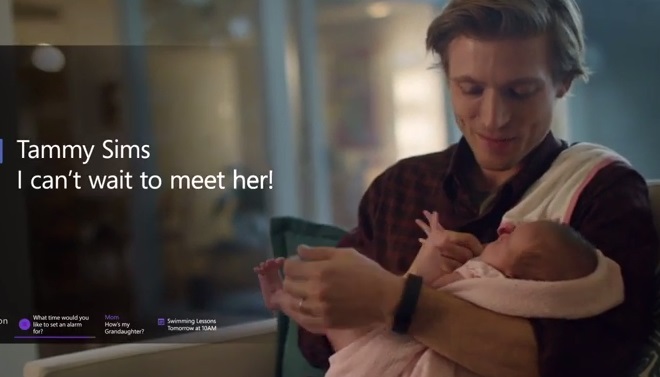 Tammy Sims
I can't wait to meet her!
on
What time would you
like to set an alarm
for?
Mom
How's my
Grandaughter?
Swimming Lessons
Tomorrow at 10AM